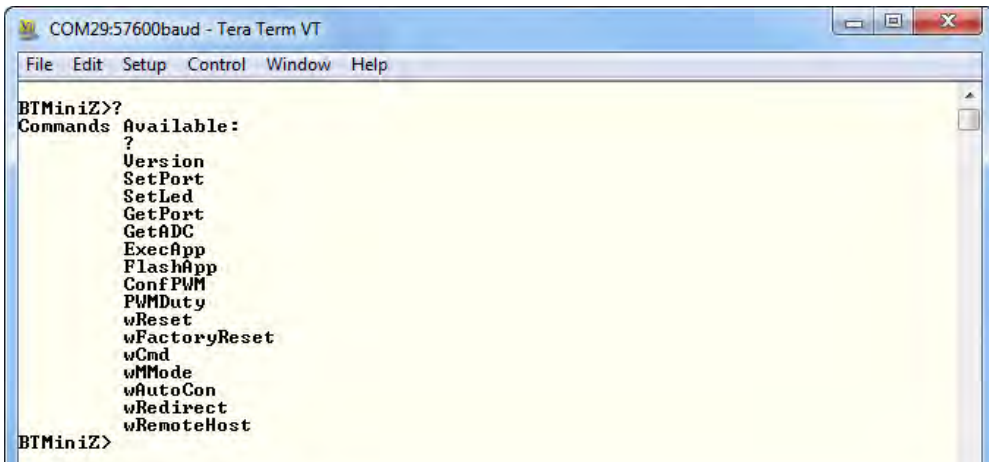 COM29:57600baud - Tera Term VT
File Edit Setup Control Window Help
BTMiniZ>?
Commands Available:
?
Version
SetPort
SetLed
GetPort
GetADC
ExecApp
FlashApp
ConfPWM
PWMDuty
wReset
wFactoryReset
wCmd
wMMode
wAutoCon
wRedirect
wRemoteHost
BTMiniZ>